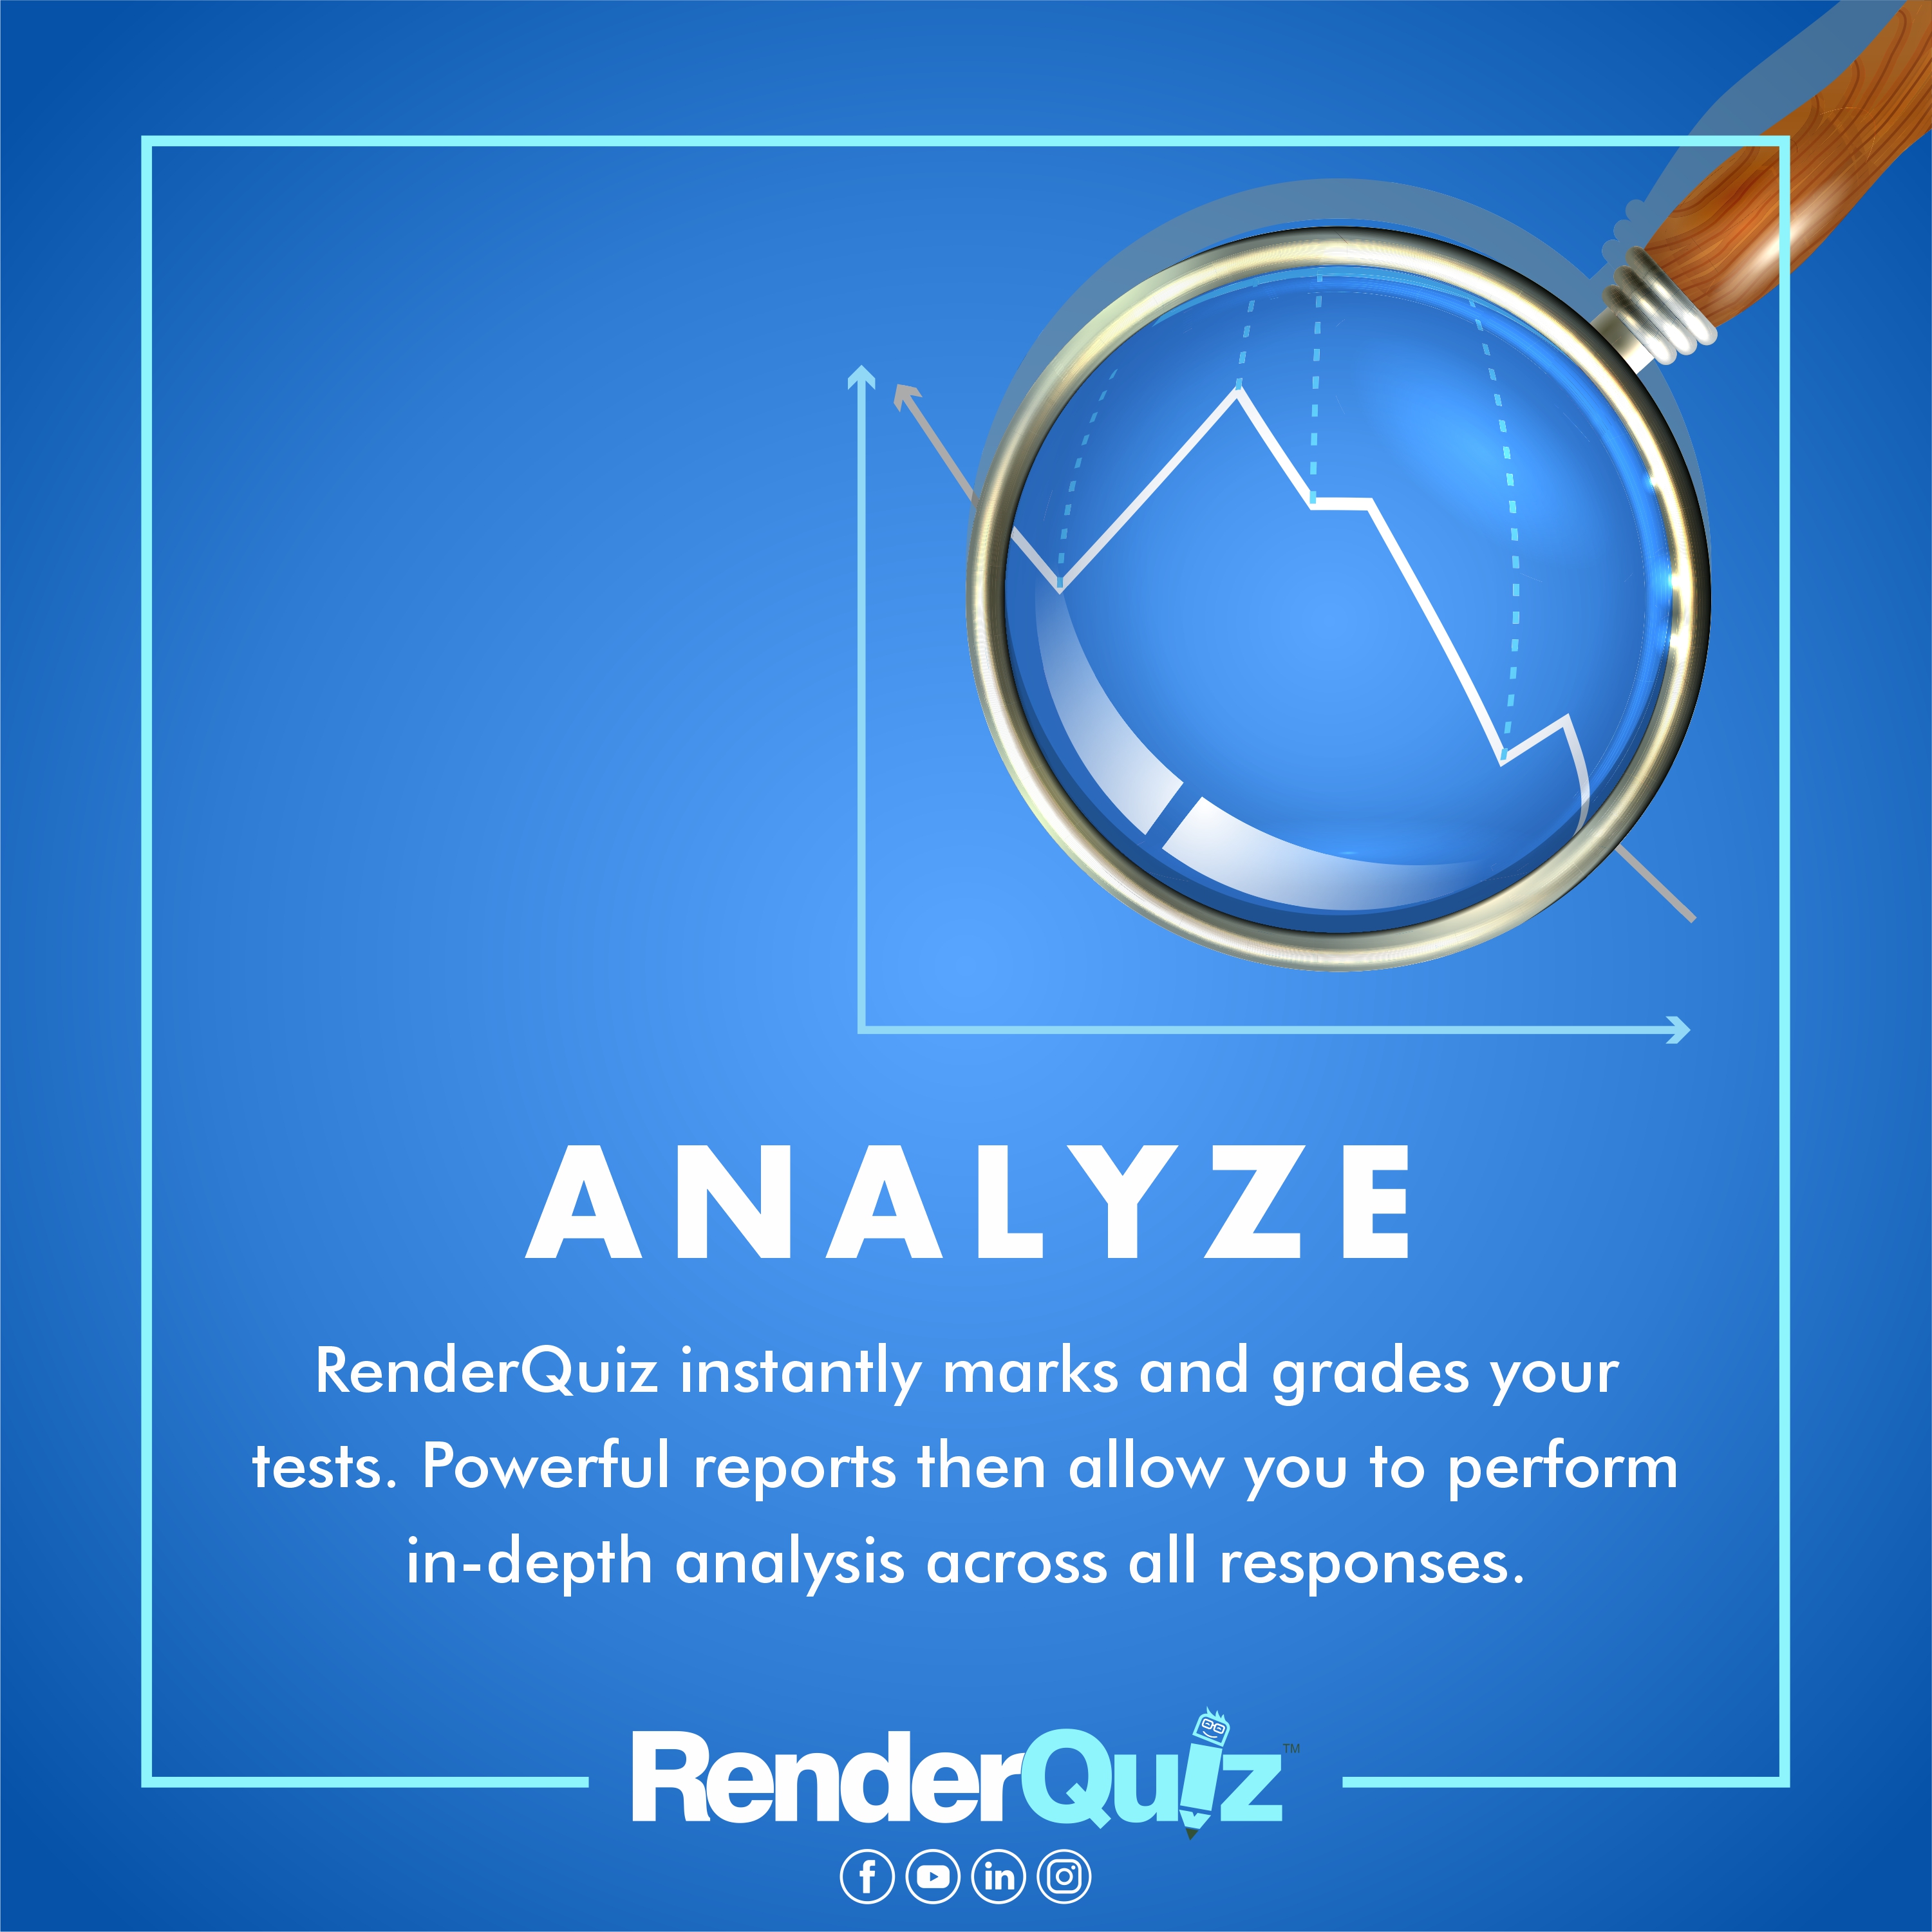 ANALYZE
RenderQuiz instantly marks and grades your
tests. Powerful reports then allow you to perform
in-depth analysis across all responses.
RenderQuiz™
f in